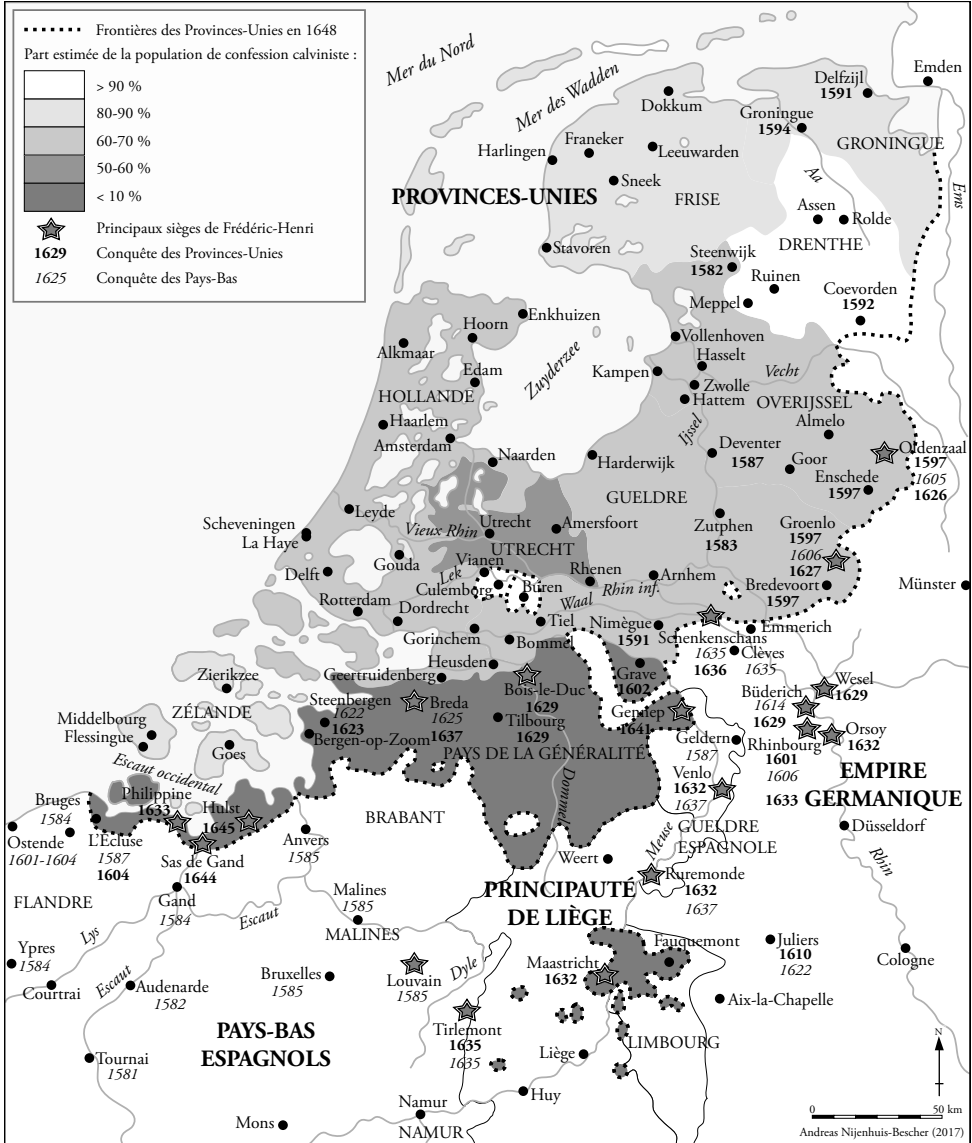 Frontières des Provinces-Unies en 1648
Part estimée de la population de confession calviniste :
> 90 %
80-90 %
60-70 %
50-60 %
< 10 %
Principaux sièges de Frédéric-Henri
1629 Conquête des Provinces-Unies
1625 Conquête des Pays-Bas
Mer du Nord
Mer des Wadden
Emden
Delfzijl
1591
Dokkum
Groningue
1594
GRONINGUE
Harlingen
Franeker
Leeuwarden
Sneek
Aa
Ems
PROVINCES-UNIES
FRISE
Assen
Rolde
DRENTHE
Stavoren
Steenwijk
1582
Ruinen
Meppel
Coevorden
1592
Enkhuizen
Hoorn
Alkmaar
Edam
Zuyderzee
Vollenhoven
Hasselt
Kampen
Zwolle
Hattem
Vecht
HOLLANDE
OVERIJSSEL
Almelo
Haarlem
Amsterdam
Ijssel
Naarden
Harderwijk
Deventer
1587
Goor
Oldenzaal
1597
1605
1626
Enschede
1597
GUELDRE
Leyde
Scheveningen
La Haye
Vieux Rhin
Utrecht
Amersfoort
UTRECHT
Zutphen
1583
Groenlo
1597
1606
1627
Gouda
Delft
Lek
Vianen
Culemborg
Buren
Rhenen
Arnhem
Rhin inf.
Waal
Bredevoort
1597
Münster
Rotterdam
Dordrecht
Gorinchem
Tiel
Bommel
Nimègue
1591
Schenkenschans
1635
1636
Emmerich
Clèves
1635
Heusden
Geertruidenberg
Zierikzee
Grave
1602
Bois-le-Duc
1629
Wesel
1629
Büderich
1614
1629
Steenbergen
1622
1623
Breda
1625
1637
Tilbourg
1629
Gennep
1641
Orsoy
1632
Rhinbourg
1601
1606
1633
ZÉLANDE
Middelbourg
Flessingue
Goes
Bergen-op-Zoom
PAYS DE LA GÉNÉRALITÉ
Geldern
1587
Escaut occidental
Venlo
1632
1637
EMPIRE
GERMANIQUE
Bruges
1584
Philippine
1633
Hulst
1645
Dommel
BRABANT
Düsseldorf
Ostende
1601-1604
L'Ecluse
1587
1604
Sas de Gand
1644
Anvers
1585
GUELDRE
ESPAGNOLE
Meuse
Weert
Rhin
Ruremonde
1632
1637
FLANDRE
Gand
1584
Malines
1585
MALINES
Escaut
Lys
PRINCIPAUTÉ
DE LIÈGE
Ypres
1584
Courtrai
Escaut
Audenarde
1582
Bruxelles
1585
Louvain
1585
Dyle
Maastricht
1632
Fauquemont
Juliers
1610
1622
Cologne
Aix-la-Chapelle
PAYS-BAS
ESPAGNOLS
Tirlemont
1635
1635
Tournai
1581
Liège
LIMBOURG
Huy
Mons
Namur
NAMUR
N
0
50 km
Andreas Nijenhuis-Bescher (2017)